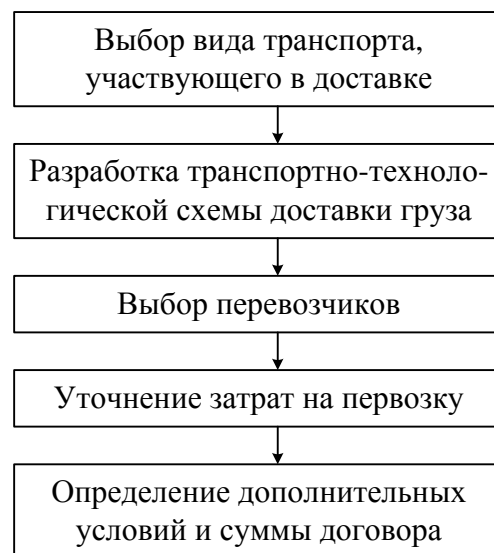 Выбор вида транспорта,
участвующего в доставке
Разработка транспортно-техноло-
гической схемы доставки груза
Выбор перевозчиков
Уточнение затрат на первозку
Определение дополнительных
условий и суммы договора